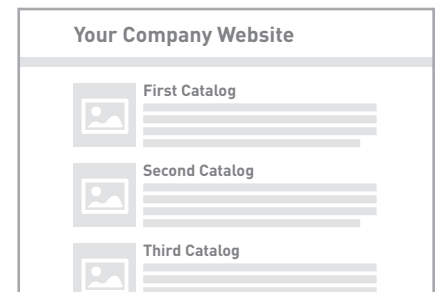 Your Company Website
First Catalog
Second Catalog
Third Catalog